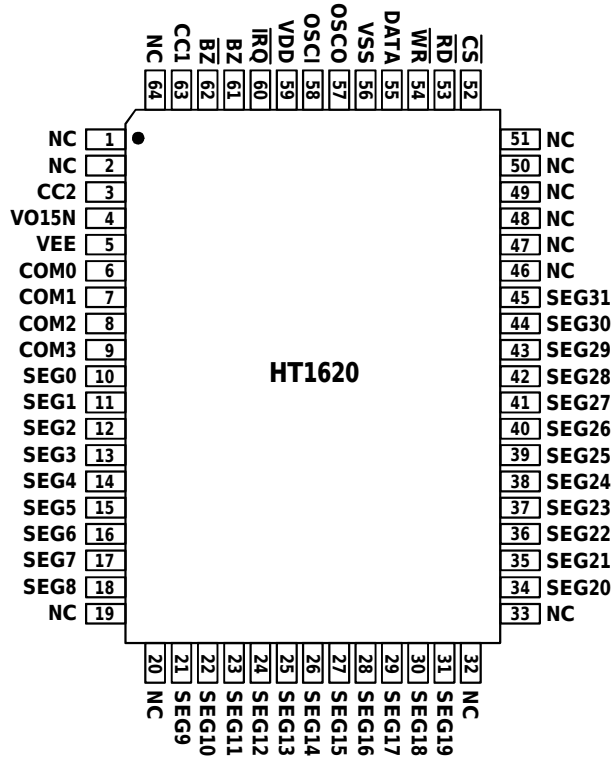 NC
CC1
BZ
BZ
IRQ
VDD
OSCI
OSCO
VSS
DATA
WR
RD
CS
64
63
62
61
60
59
58
57
56
55
54
53
52
NC 1
NC 2
CC2 3
VO15N 4
VEE 5
COM0 6
COM1 7
COM2 8
COM3 9
SEG0 10
SEG1 11
SEG2 12
SEG3 13
SEG4 14
SEG5 15
SEG6 16
SEG7 17
SEG8 18
NC 19
HT1620
51 NC
50 NC
49 NC
48 NC
47 NC
46 NC
45 SEG31
44 SEG30
43 SEG29
42 SEG28
41 SEG27
40 SEG26
39 SEG25
38 SEG24
37 SEG23
36 SEG22
35 SEG21
34 SEG20
33 NC
20
21
22
23
24
25
26
27
28
29
30
31
32
NC
SEG9
SEG10
SEG11
SEG12
SEG13
SEG14
SEG15
SEG16
SEG17
SEG18
SEG19
NC